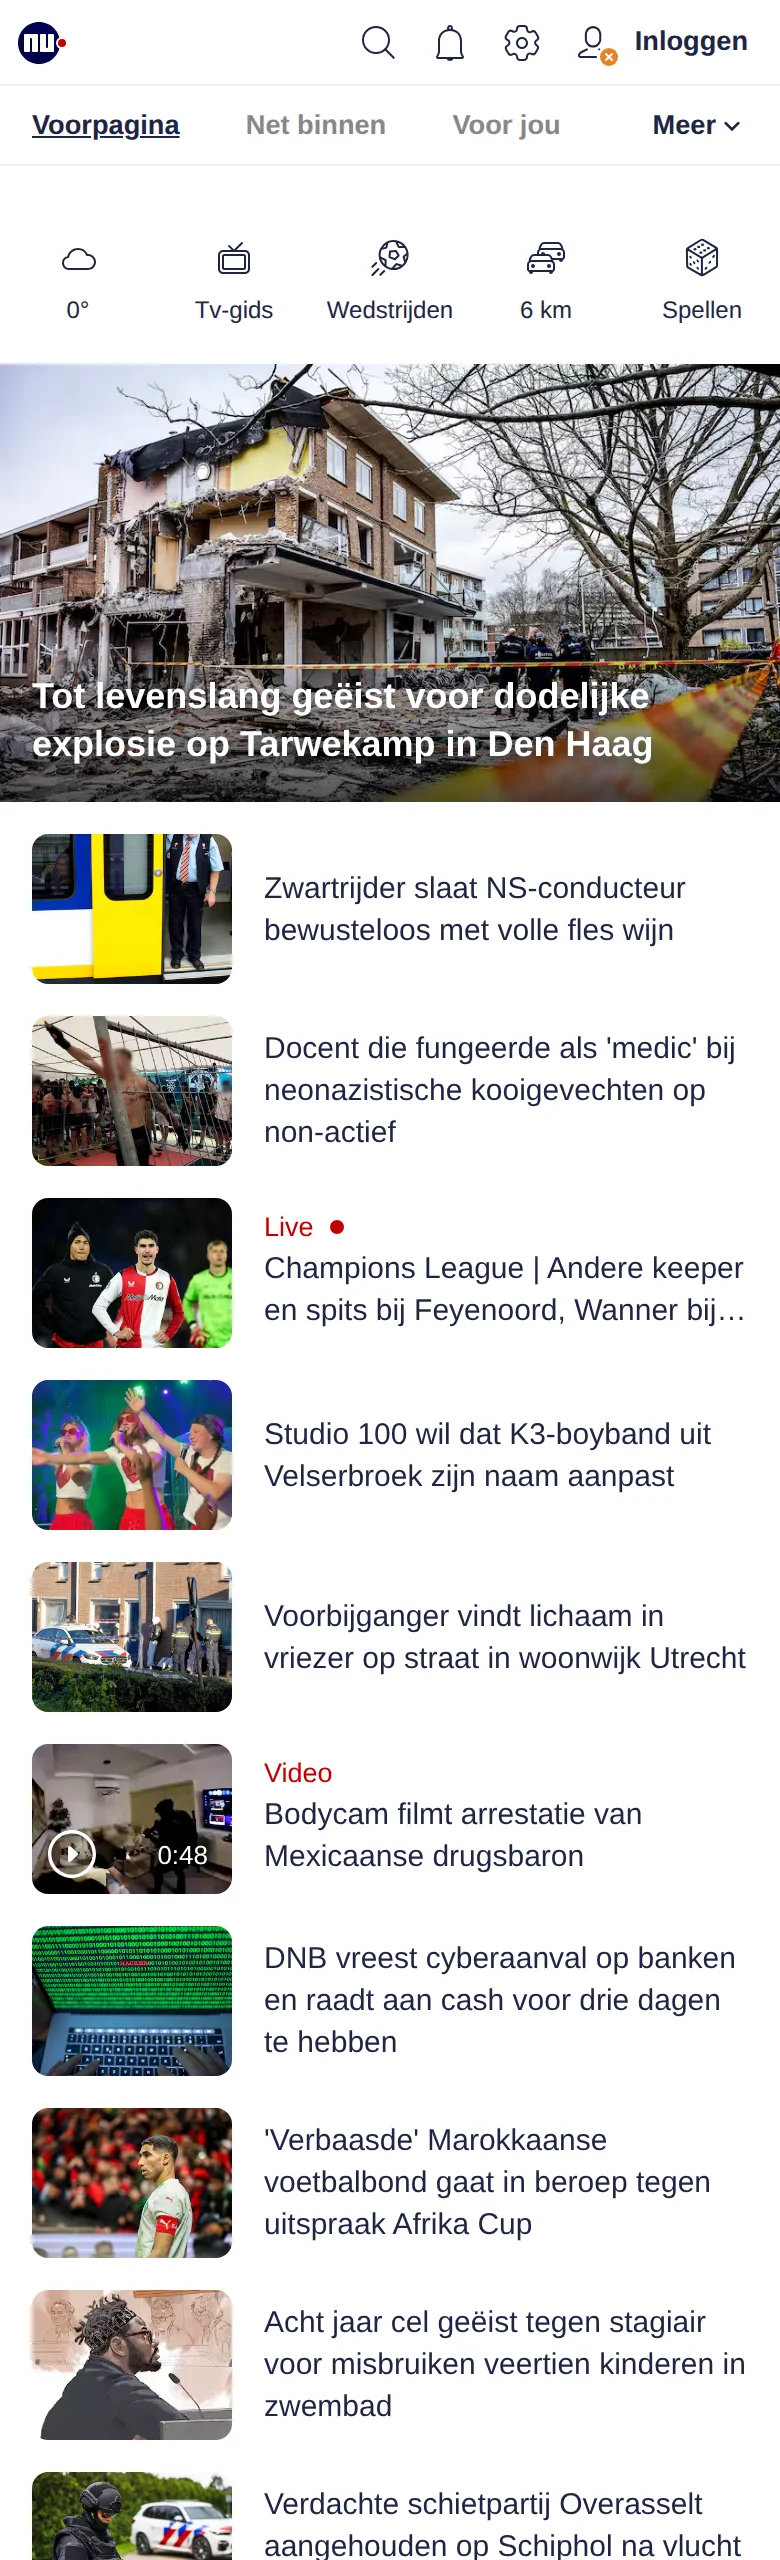 nu
Inloggen
Voorpagina
Net binnen
Voor jou
Meer
0°
Tv-gids
Wedstrijden
6 km
Spellen
Tot levenslang geëist voor dodelijke
explosie op Tarwekamp in Den Haag
Zwartrijder slaat NS-conducteur
bewusteloos met volle fles wijn
Docent die fungeerde als 'medic' bij
neonazistische kooigevechten op
non-actief
Live
Champions League | Andere keeper
en spits bij Feyenoord, Wanner bij…
Studio 100 wil dat K3-boyband uit
Velserbroek zijn naam aanpast
Voorbijganger vindt lichaam in
vriezer op straat in woonwijk Utrecht
Video
0:48
Bodycam filmt arrestatie van
Mexicaanse drugsbaron
DNB vreest cyberaanval op banken
en raadt aan cash voor drie dagen
te hebben
'Verbaasde' Marokkaanse
voetbalbond gaat in beroep tegen
uitspraak Afrika Cup
Acht jaar cel geëist tegen stagiair
voor misbruiken veertien kinderen in
zwembad
Verdachte schietpartij Overasselt
aangehouden op Schiphol na vlucht